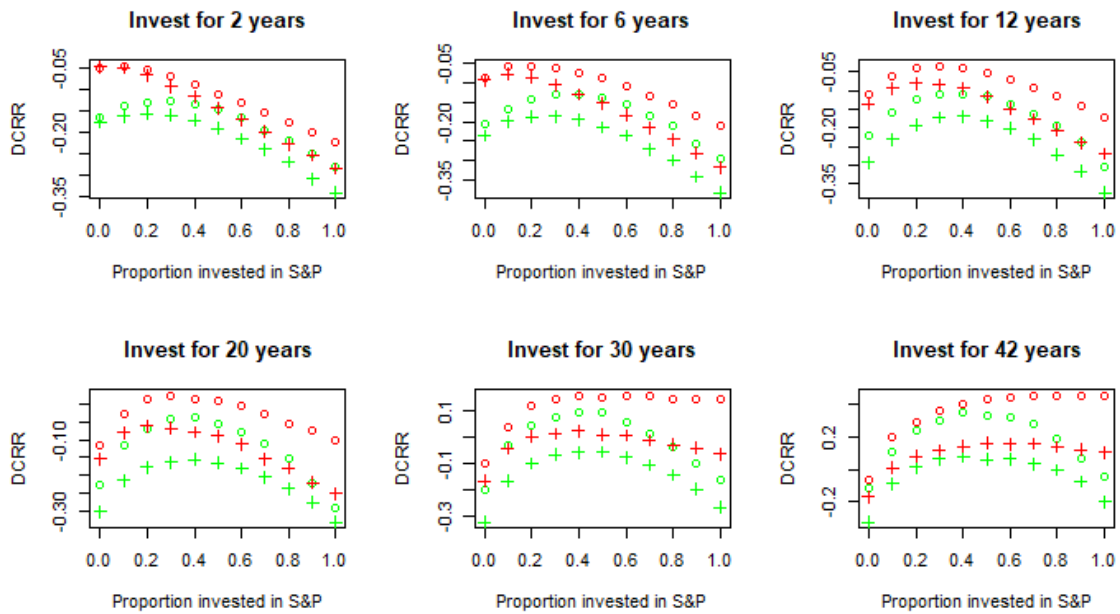 Invest for 2 years
DCRR
-0.05
-0.20
-0.35
0.0 0.2 0.4 0.6 0.8 1.0
Proportion invested in S&P
Invest for 6 years
DCRR
-0.05
-0.20
-0.35
0.0 0.2 0.4 0.6 0.8 1.0
Proportion invested in S&P
Invest for 12 years
DCRR
-0.05
-0.20
-0.35
0.0 0.2 0.4 0.6 0.8 1.0
Proportion invested in S&P
Invest for 20 years
DCRR
-0.10
-0.30
0.0 0.2 0.4 0.6 0.8 1.0
Proportion invested in S&P
Invest for 30 years
DCRR
0.1
-0.1
-0.3
0.0 0.2 0.4 0.6 0.8 1.0
Proportion invested in S&P
Invest for 42 years
DCRR
0.2
-0.2
0.0 0.2 0.4 0.6 0.8 1.0
Proportion invested in S&P